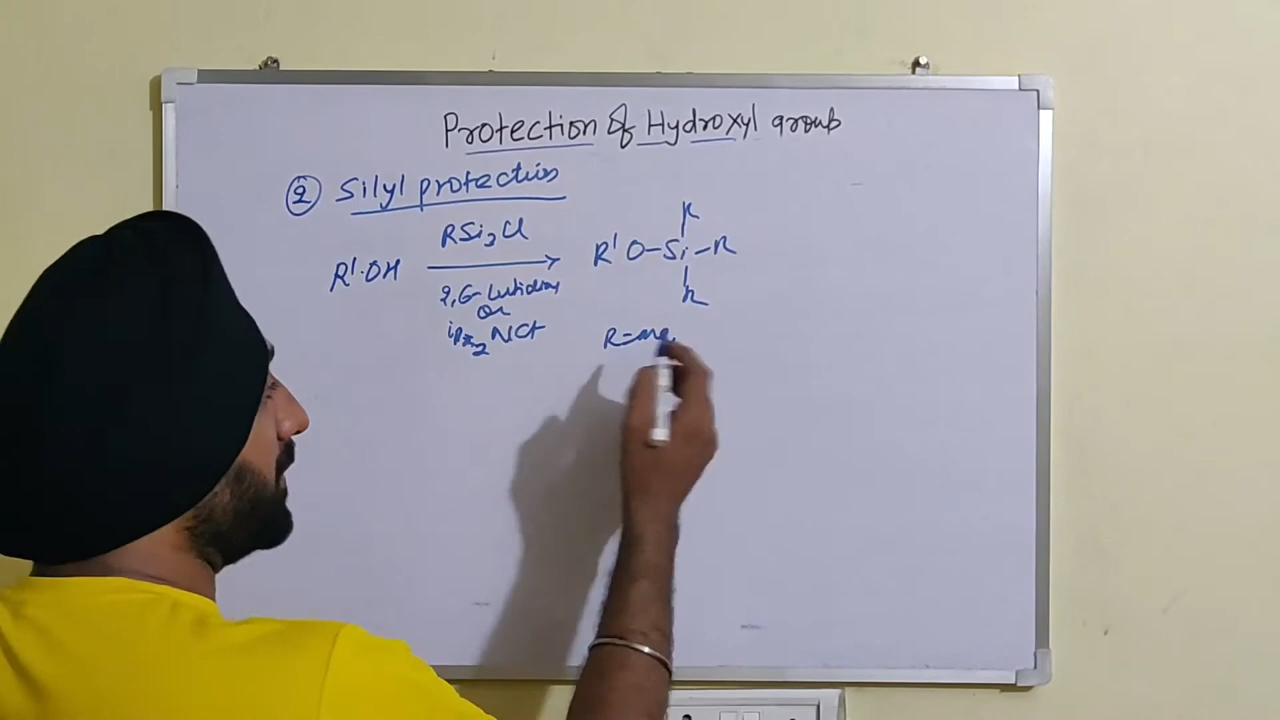 Protection of Hydroxyl group
② Silyl protection
R'·OH
RSi₃Cl
2,6-Lutidine
or
iPr₂NEt
R'O-Si-R
R
R
R=me